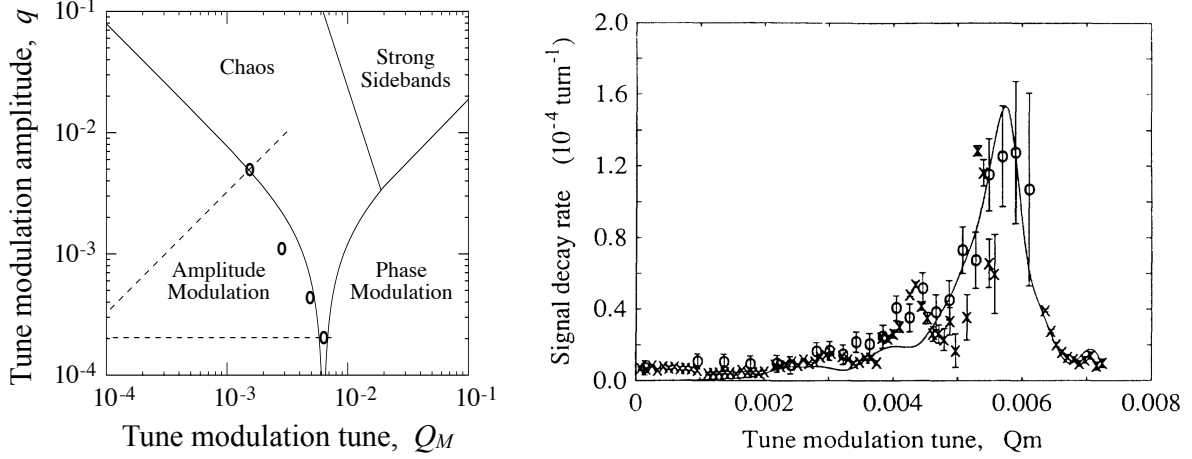 Tune modulation amplitude, q
10⁻¹
10⁻²
10⁻³
10⁻⁴
Chaos
Strong
Sidebands
Amplitude
Modulation
Phase
Modulation
10⁻⁴ 10⁻³ 10⁻² 10⁻¹
Tune modulation tune, Q_M
Signal decay rate (10⁻⁴ turn⁻¹)
2.0
1.6
1.2
0.8
0.4
0.0
0 0.002 0.004 0.006 0.008
Tune modulation tune, Qm